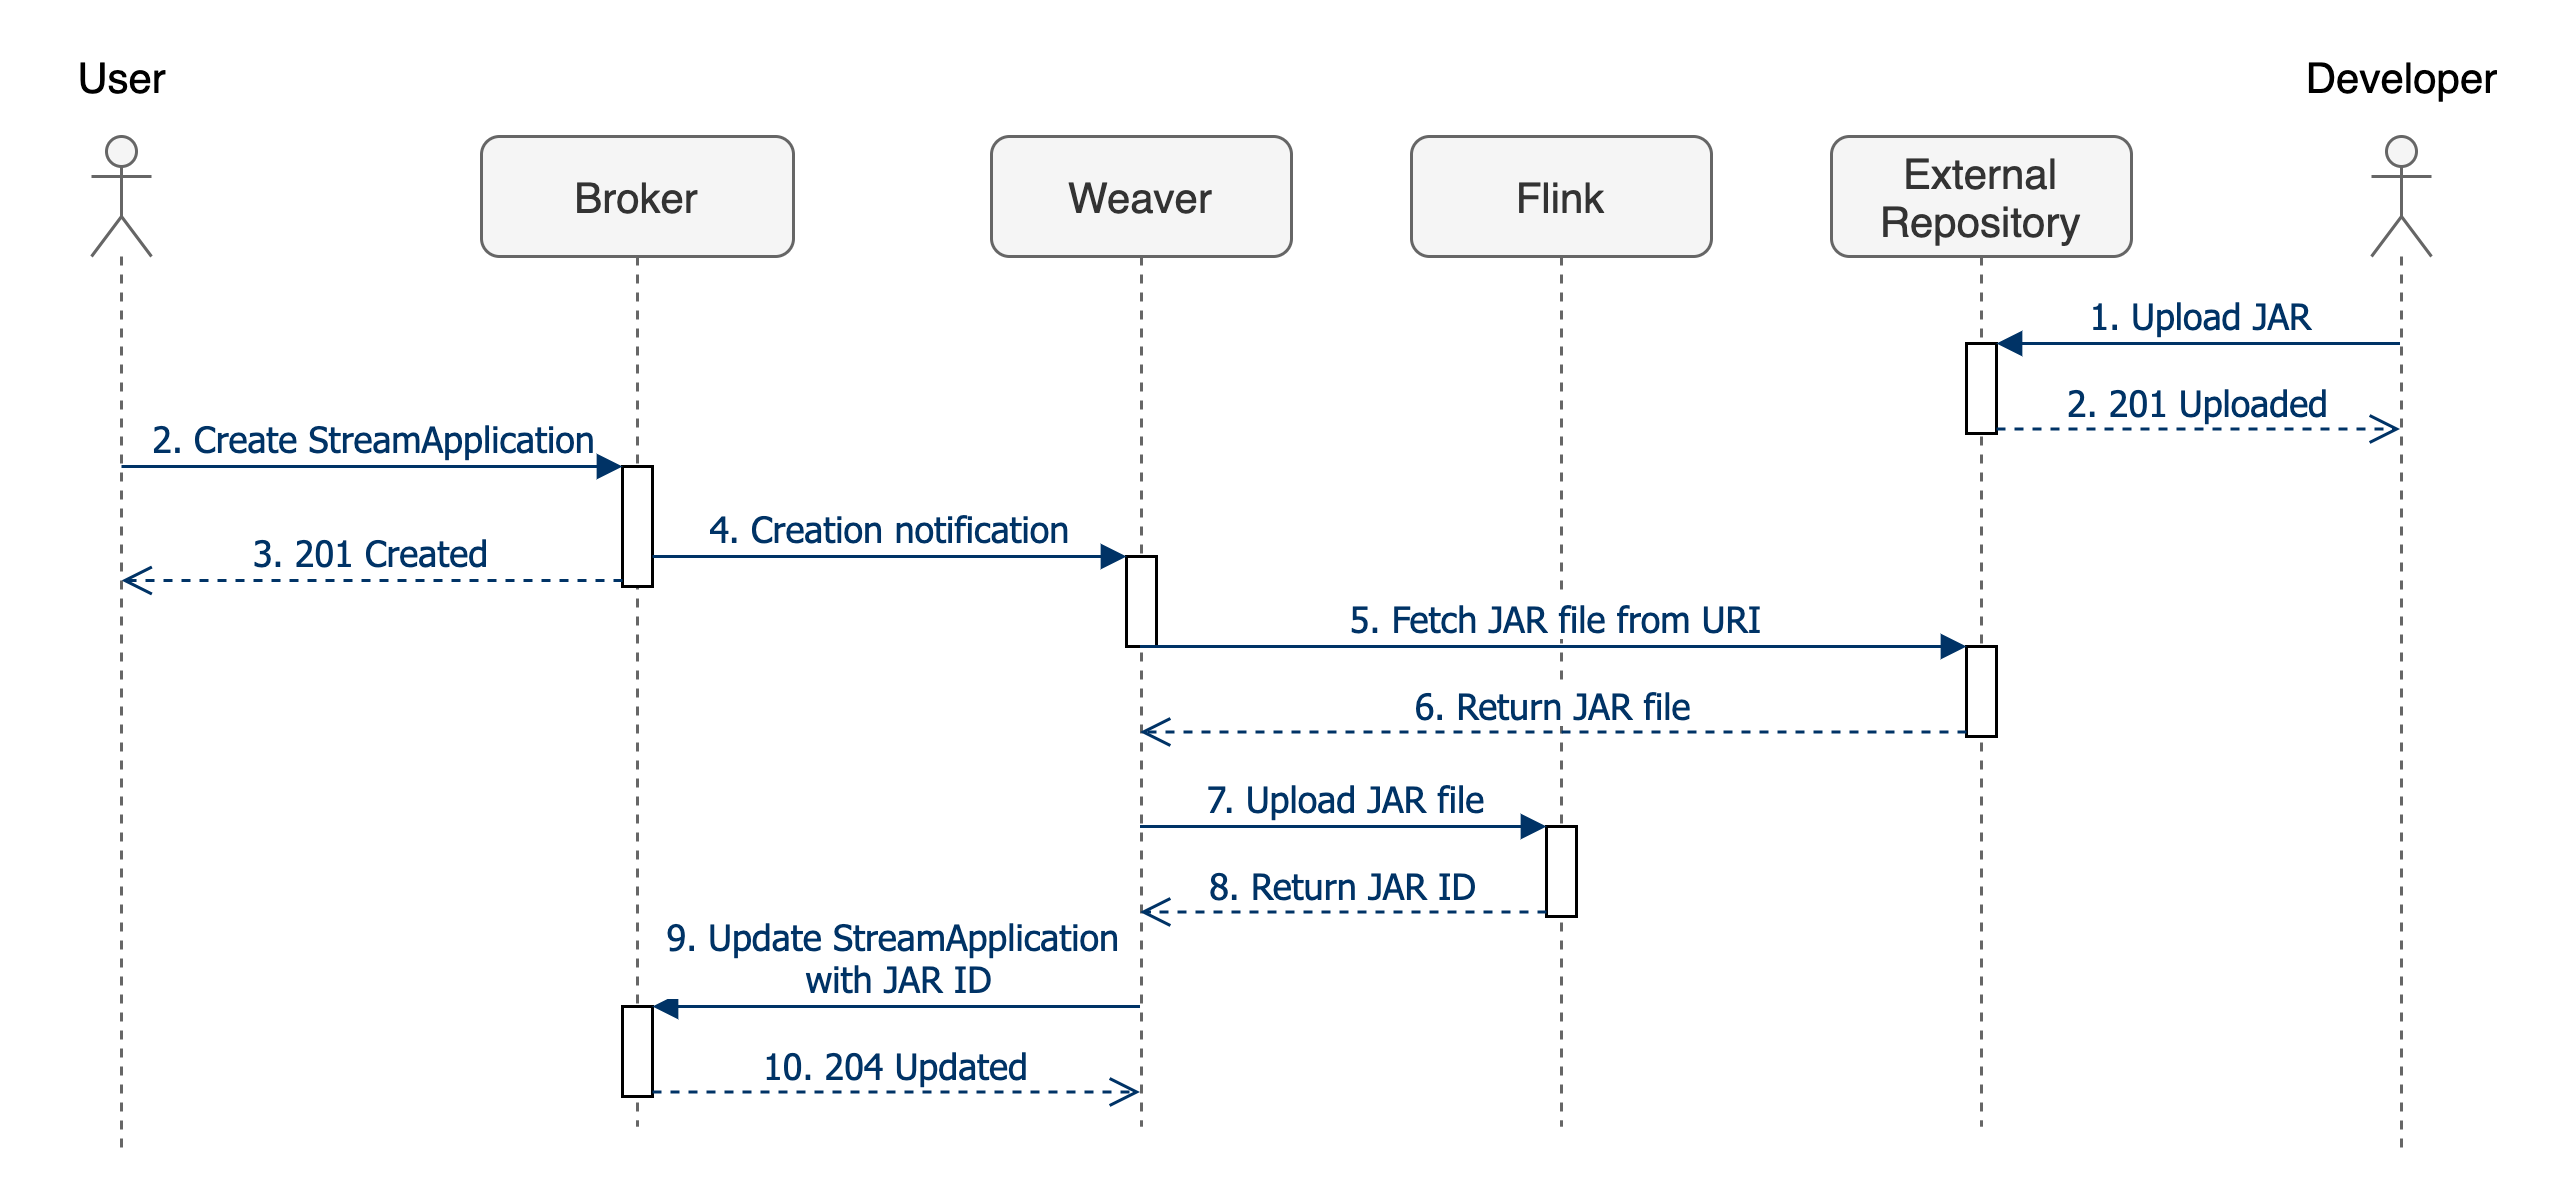 User
Developer
Broker
Weaver
Flink
External
Repository
1. Upload JAR
2. 201 Uploaded
2. Create StreamApplication
4. Creation notification
3. 201 Created
5. Fetch JAR file from URI
6. Return JAR file
7. Upload JAR file
8. Return JAR ID
9. Update StreamApplication
with JAR ID
10. 204 Updated